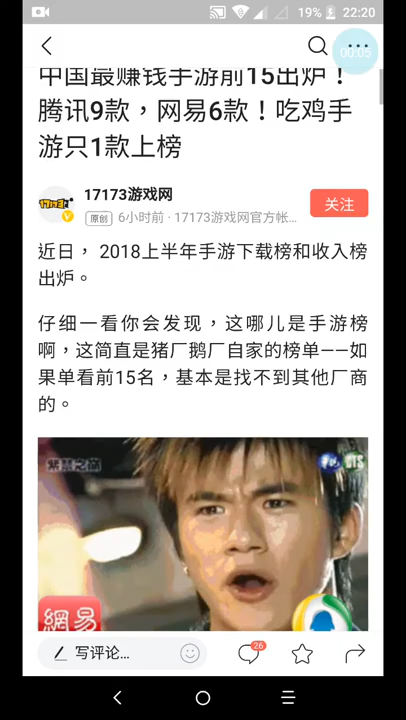 19% 22:20
00:05
中国最赚钱手游前15出炉！
腾讯9款，网易6款！吃鸡手
游只1款上榜
17173
17173游戏网
关注
原创 6小时前 · 17173游戏网官方帐...
近日， 2018上半年手游下载榜和收入榜
出炉。
仔细一看你会发现，这哪儿是手游榜
啊，这简直是猪厂鹅厂自家的榜单——如
果单看前15名，基本是找不到其他厂商
的。
紫禁之巅
網易
写评论...
26